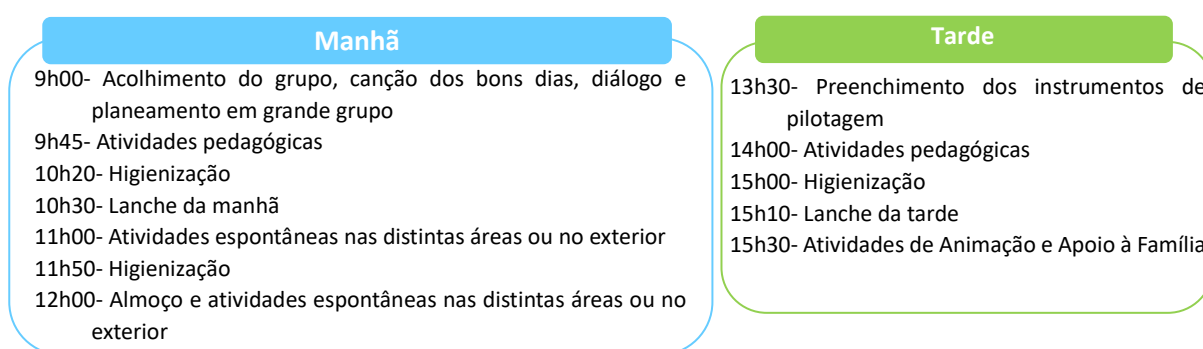 Manhã
9h00- Acolhimento do grupo, canção dos bons dias, diálogo e
planeamento em grande grupo
9h45- Atividades pedagógicas
10h20- Higienização
10h30- Lanche da manhã
11h00- Atividades espontâneas nas distintas áreas ou no exterior
11h50- Higienização
12h00- Almoço e atividades espontâneas nas distintas áreas ou no
exterior
Tarde
13h30- Preenchimento dos instrumentos de
pilotagem
14h00- Atividades pedagógicas
15h00- Higienização
15h10- Lanche da tarde
15h30- Atividades de Animação e Apoio à Família